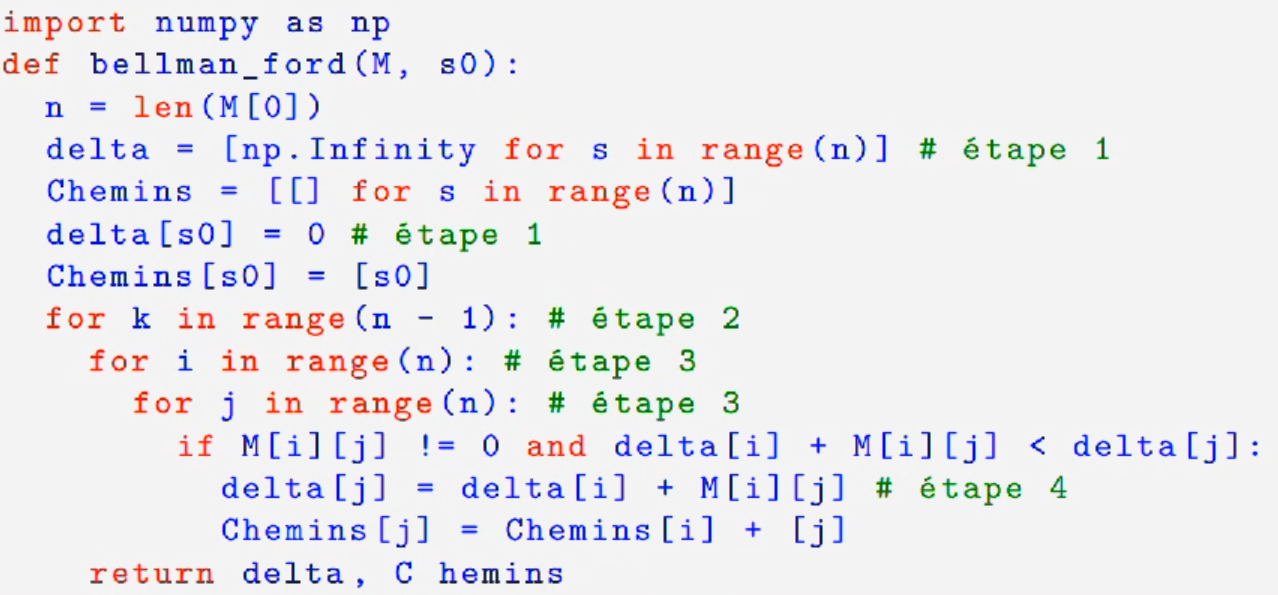 import numpy as np
def bellman_ford(M, s0):
  n = len(M[0])
  delta = [np.Infinity for s in range(n)] # étape 1
  Chemins = [[] for s in range(n)]
  delta[s0] = 0 # étape 1
  Chemins[s0] = [s0]
  for k in range(n - 1): # étape 2
    for i in range(n): # étape 3
      for j in range(n): # étape 3
        if M[i][j] != 0 and delta[i] + M[i][j] < delta[j]:
          delta[j] = delta[i] + M[i][j] # étape 4
          Chemins[j] = Chemins[i] + [j]
    return delta, C hemins